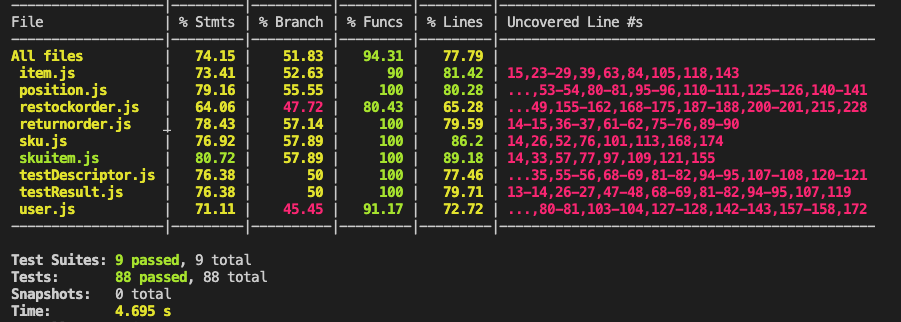 File | % Stmts | % Branch | % Funcs | % Lines | Uncovered Line #s
All files | 74.15 | 51.83 | 94.31 | 77.79 |
item.js | 73.41 | 52.63 | 90 | 81.42 | 15,23-29,39,63,84,105,118,143
position.js | 79.16 | 55.55 | 100 | 80.28 | ...,53-54,80-81,95-96,110-111,125-126,140-141
restockorder.js | 64.06 | 47.72 | 80.43 | 65.28 | ...49,155-162,168-175,187-188,200-201,215,228
returnorder.js | 78.43 | 57.14 | 100 | 79.59 | 14-15,36-37,61-62,75-76,89-90
sku.js | 76.92 | 57.89 | 100 | 86.2 | 14,26,52,76,101,113,168,174
skuitem.js | 80.72 | 57.89 | 100 | 89.18 | 14,33,57,77,97,109,121,155
testDescriptor.js | 76.38 | 50 | 100 | 77.46 | ...35,55-56,68-69,81-82,94-95,107-108,120-121
testResult.js | 76.38 | 50 | 100 | 79.71 | 13-14,26-27,47-48,68-69,81-82,94-95,107,119
user.js | 71.11 | 45.45 | 91.17 | 72.72 | ...,80-81,103-104,127-128,142-143,157-158,172
Test Suites: 9 passed, 9 total
Tests: 88 passed, 88 total
Snapshots: 0 total
Time: 4.695 s